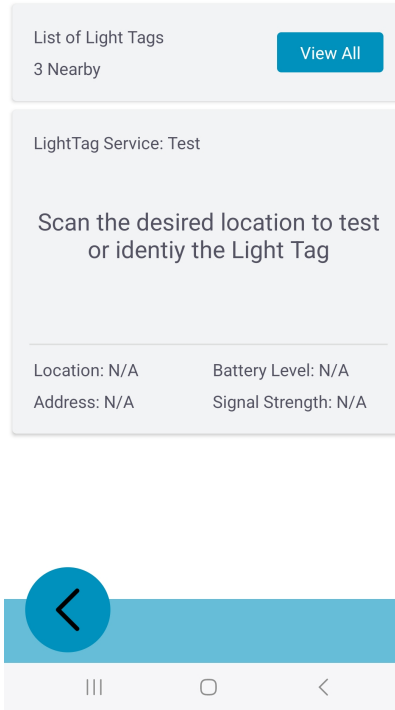 List of Light Tags
3 Nearby
View All
LightTag Service: Test
Scan the desired location to test
or identiy the Light Tag
Location: N/A
Battery Level: N/A
Address: N/A
Signal Strength: N/A